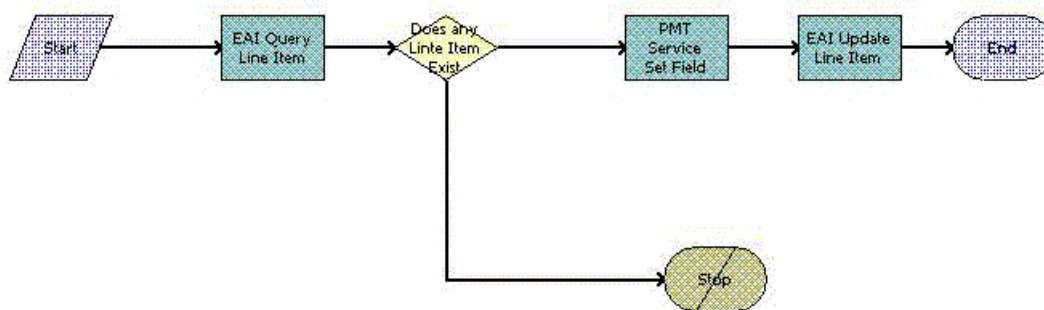 Start
EAI Query
Line Item
Does any
Linte Item
Exist
PMT
Service
Set Field
EAI Update
Line Item
End
Stop